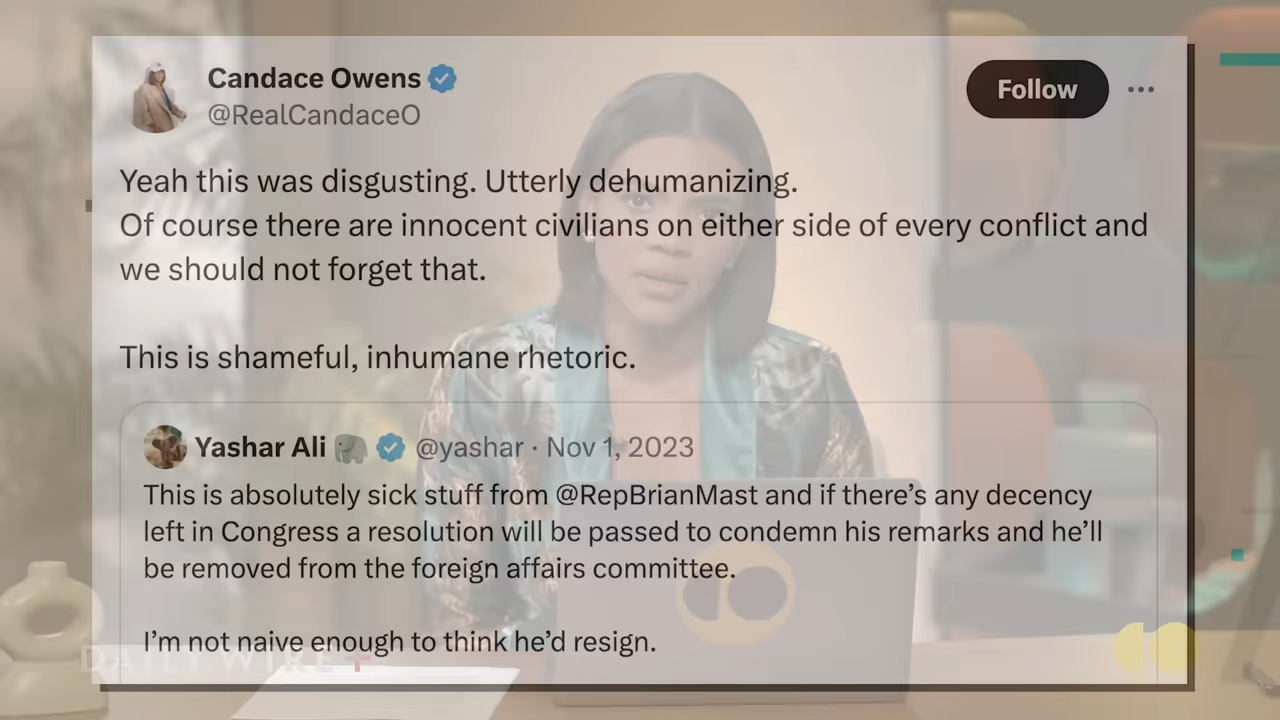 Candace Owens
@RealCandaceO
Follow
Yeah this was disgusting. Utterly dehumanizing.
Of course there are innocent civilians on either side of every conflict and
we should not forget that.
This is shameful, inhumane rhetoric.
Yashar Ali 🐘 @yashar · Nov 1, 2023
This is absolutely sick stuff from @RepBrianMast and if there’s any decency
left in Congress a resolution will be passed to condemn his remarks and he’ll
be removed from the foreign affairs committee.
I’m not naive enough to think he’d resign.
DAILY WIRE +